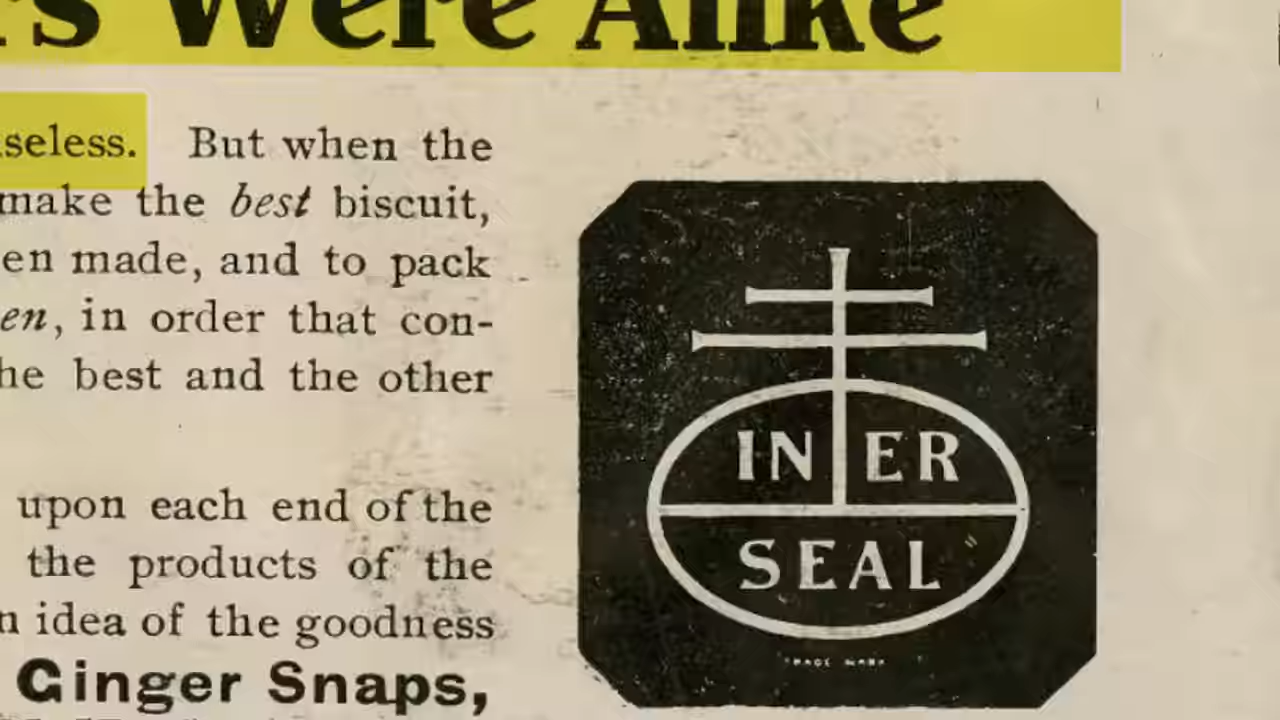 rs Were Alike
seless. But when the
make the best biscuit,
en made, and to pack
en, in order that con-
he best and the other
upon each end of the
the products of the
n idea of the goodness
Ginger Snaps,
IN ER
SEAL
TRADE MARK